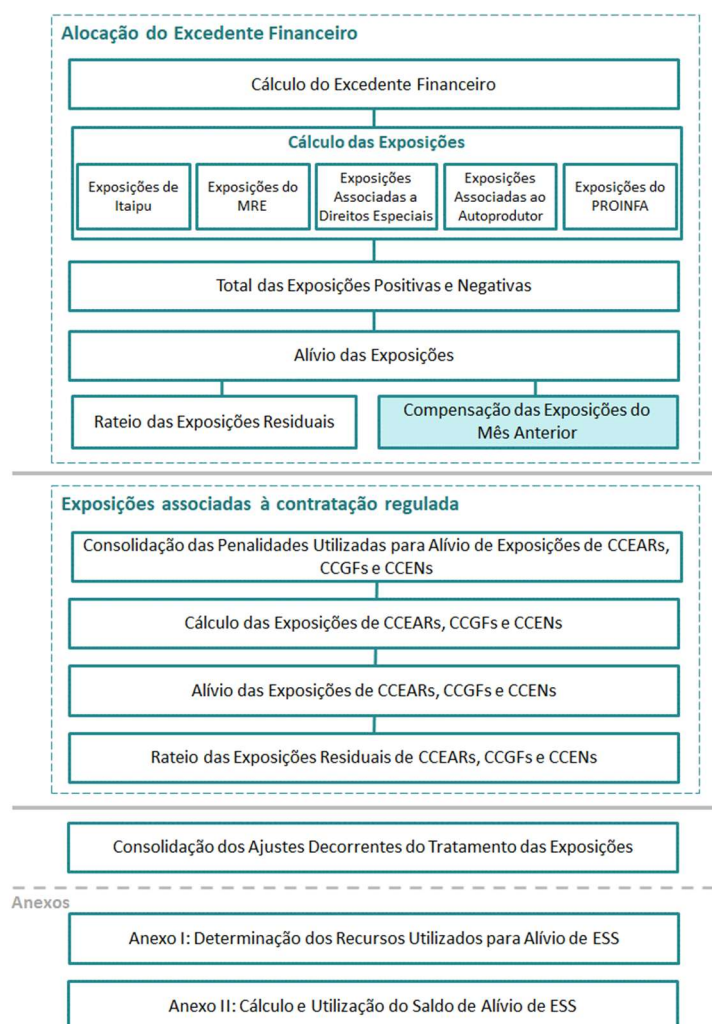 Alocação do Excedente Financeiro
Cálculo do Excedente Financeiro
Cálculo das Exposições
Exposições de
Itaipu
Exposições do
MRE
Exposições
Associadas a
Direitos Especiais
Exposições
Associadas ao
Autoprodutor
Exposições do
PROINFA
Total das Exposições Positivas e Negativas
Alívio das Exposições
Rateio das Exposições Residuais
Compensação das Exposições do
Mês Anterior
Exposições associadas à contratação regulada
Consolidação das Penalidades Utilizadas para Alívio de Exposições de CCEARs,
CCGFs e CCENs
Cálculo das Exposições de CCEARs, CCGFs e CCENs
Alívio das Exposições de CCEARs, CCGFs e CCENs
Rateio das Exposições Residuais de CCEARs, CCGFs e CCENs
Consolidação dos Ajustes Decorrentes do Tratamento das Exposições
Anexos
Anexo I: Determinação dos Recursos Utilizados para Alívio de ESS
Anexo II: Cálculo e Utilização do Saldo de Alívio de ESS